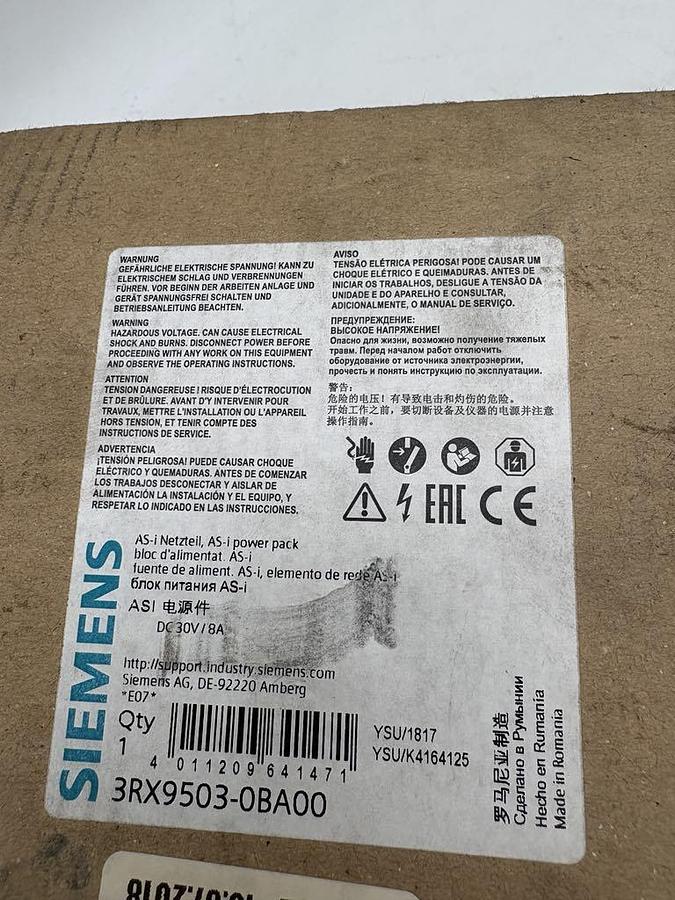 WARNUNG
GEFÄHRLICHE ELEKTRISCHE SPANNUNG! KANN ZU
ELEKTRISCHEM SCHLAG UND VERBRENNUNGEN
FÜHREN. VOR BEGINN DER ARBEITEN ANLAGE UND
GERÄT SPANNUNGSFREI SCHALTEN UND
BETRIEBSANLEITUNG BEACHTEN.
WARNING
HAZARDOUS VOLTAGE. CAN CAUSE ELECTRICAL
SHOCK AND BURNS. DISCONNECT POWER BEFORE
PROCEEDING WITH ANY WORK ON THIS EQUIPMENT
AND OBSERVE THE OPERATING INSTRUCTIONS.
ATTENTION
TENSION DANGEREUSE! RISQUE D'ÉLECTROCUTION
ET DE BRÛLURE. AVANT D'Y INTERVENIR POUR
TRAVAUX, METTRE L'INSTALLATION OU L'APPAREIL
HORS TENSION, ET TENIR COMPTE DES
INSTRUCTIONS DE SERVICE.
ADVERTENCIA
¡TENSIÓN PELIGROSA! PUEDE CAUSAR CHOQUE
ELÉCTRICO Y QUEMADURAS. ANTES DE COMENZAR
LOS TRABAJOS DESCONECTAR Y AISLAR DE
ALIMENTACIÓN LA INSTALACIÓN Y EL EQUIPO, Y
RESPETAR LO INDICADO EN LAS INSTRUCCIONES.
AVISO
TENSÃO ELÉTRICA PERIGOSA! PODE CAUSAR UM
CHOQUE ELÉTRICO E QUEIMADURAS. ANTES DE
INICIAR OS TRABALHOS, DESLIGUE A TENSÃO DA
UNIDADE E DO APARELHO E CONSULTAR,
ADICIONALMENTE, O MANUAL DE SERVIÇO.
ПРЕДУПРЕЖДЕНИЕ:
ВЫСОКОЕ НАПРЯЖЕНИЕ!
Опасно для жизни, возможно получение тяжелых
травм. Перед началом работ отключить
оборудование от источника электроэнергии,
прочесть и понять инструкцию по эксплуатации.
警告:
危险的电压！有导致电击和灼伤的危险。
开始工作之前，要切断设备及仪器的电源并注意
操作指南。
EAC CE
SIEMENS
AS-i Netzteil, AS-i power pack
bloc d'alimentat. AS-i
fuente de aliment. AS-i, elemento de rede AS-i
блок питания AS-i
ASI 电源件
DC 30V / 8A
http://support.industry.siemens.com
Siemens AG, DE-92220 Amberg
*E07*
Qty
1
4 011209 641471
YSU/1817
YSU/K4164125
3RX9503-0BA00
罗马尼亚制造
Сделано в Румынии
Hecho en Rumanía
Made in Romania